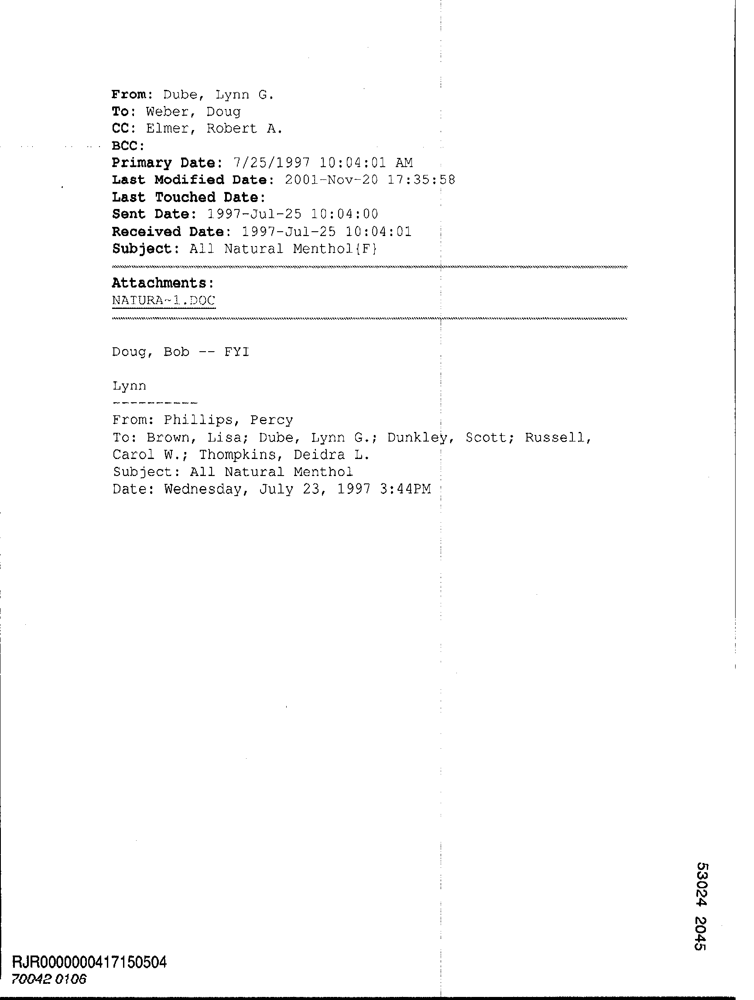 From: Dube, Lynn G.
To: Weber, Doug
CC: Elmer, Robert A.
BCC:
Primary Date: 7/25/1997 10:04:01 AM
Last Modified Date: 2001-Nov-20 17:35:58
Last Touched Date:
Sent Date: 1997-Jul-25 10:04:00
Received Date: 1997-Jul-25 10:04:01
Subject: All Natural Menthol{F}
Attachments:
NATURA~1.DOC
Doug, Bob -- FYI
Lynn
----------
From: Phillips, Percy
To: Brown, Lisa; Dube, Lynn G.; Dunkley, Scott; Russell,
Carol W.; Thompkins, Deidra L.
Subject: All Natural Menthol
Date: Wednesday, July 23, 1997 3:44PM
53024 2045
RJR0000000417150504
70042 0106